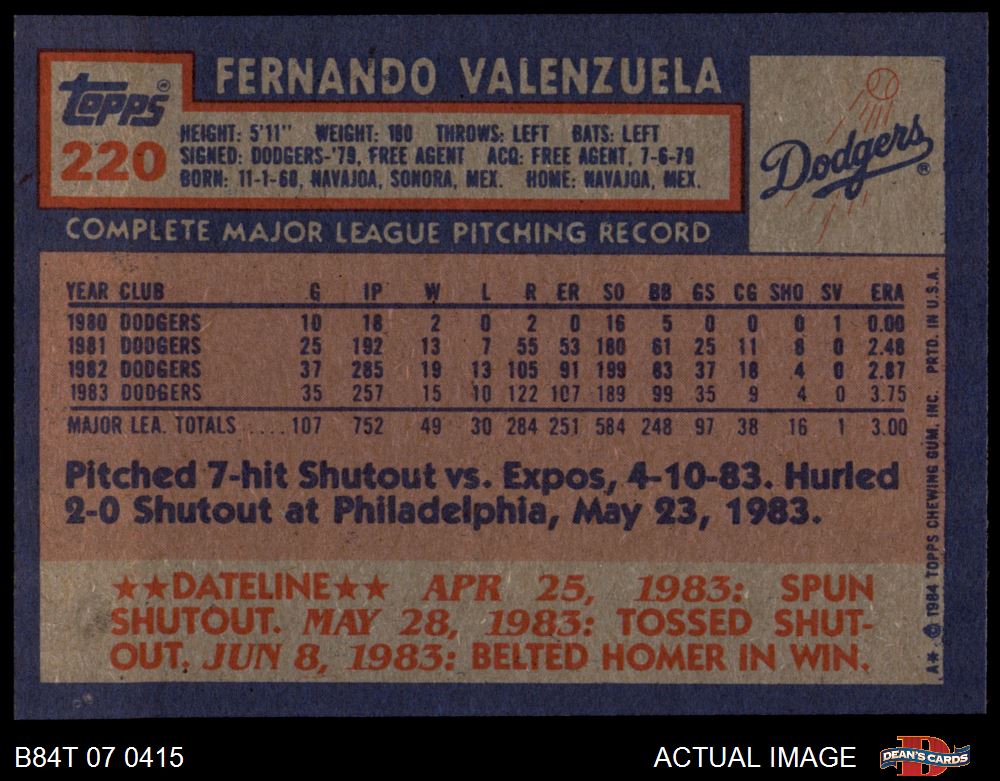 FERNANDO VALENZUELA
Topps®
220
HEIGHT: 5'11" WEIGHT: 180 THROWS: LEFT BATS: LEFT
SIGNED: DODGERS-'79, FREE AGENT ACQ: FREE AGENT, 7-6-79
BORN: 11-1-60, NAVAJOA, SONORA, MEX. HOME: NAVAJOA, MEX.
Dodgers®
COMPLETE MAJOR LEAGUE PITCHING RECORD
YEAR CLUB G IP W L R ER SO BB GS CG SHO SV ERA
1980 DODGERS 10 18 2 0 2 0 16 5 0 0 0 1 0.00
1981 DODGERS 25 192 13 7 55 53 180 61 25 11 8 0 2.48
1982 DODGERS 37 285 19 13 105 91 199 83 37 18 4 0 2.87
1983 DODGERS 35 257 15 10 122 107 189 99 35 9 4 0 3.75
MAJOR LEA. TOTALS ....107 752 49 30 284 251 584 248 97 38 16 1 3.00
Pitched 7-hit Shutout vs. Expos, 4-10-83. Hurled
2-0 Shutout at Philadelphia, May 23, 1983.
★★DATELINE★★ APR 25, 1983: SPUN
SHUTOUT. MAY 28, 1983: TOSSED SHUT-
OUT. JUN 8, 1983: BELTED HOMER IN WIN.
A* © 1984 TOPPS CHEWING GUM, INC. PRTD. IN U.S.A.
B84T 07 0415
ACTUAL IMAGE
DEAN'S CARDS